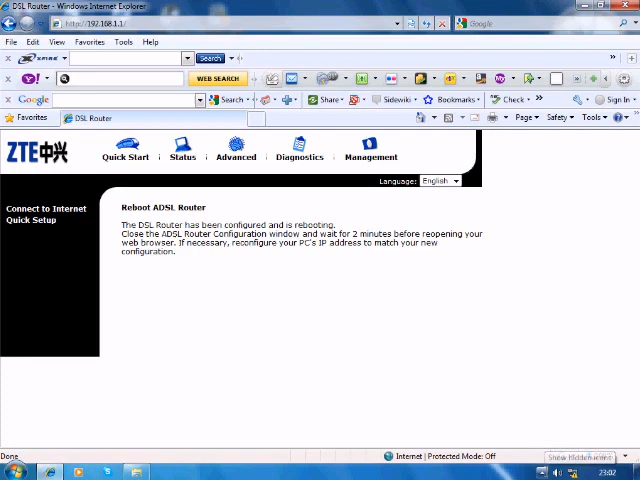 DSL Router - Windows Internet Explorer
http://192.168.1.1/
Google
File Edit View Favorites Tools Help
XFIRE Search
Y! WEB SEARCH
Google Search Share Sidewiki Bookmarks Check Sign In
Favorites DSL Router Page Safety Tools
ZTE中兴
Quick Start Status Advanced Diagnostics Management
Language: English
Connect to Internet
Quick Setup
Reboot ADSL Router
The DSL Router has been configured and is rebooting.
Close the ADSL Router Configuration window and wait for 2 minutes before reopening your
web browser. If necessary, reconfigure your PC's IP address to match your new
configuration.
Done Internet | Protected Mode: Off
Show hidden icons
23:02